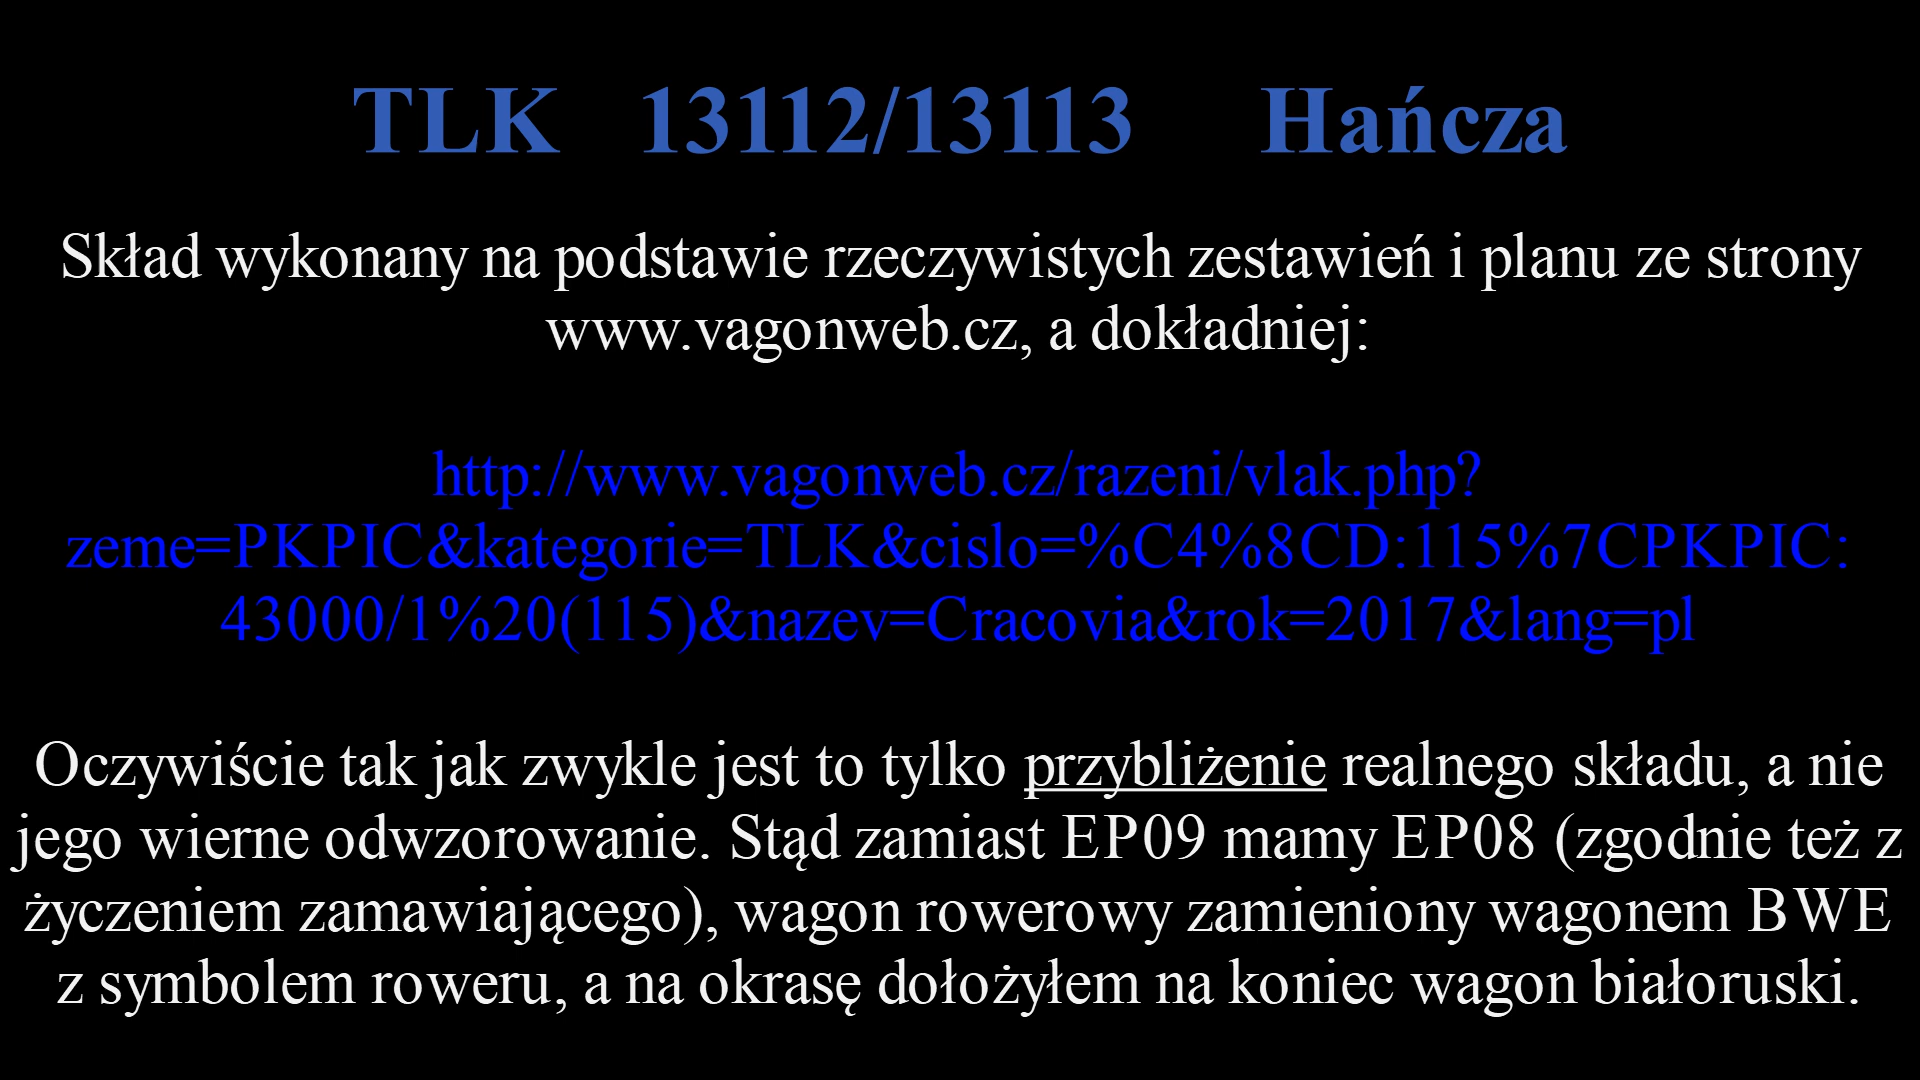 TLK 13112/13113 Hańcza
Skład wykonany na podstawie rzeczywistych zestawień i planu ze strony
www.vagonweb.cz, a dokładniej:
http://www.vagonweb.cz/razeni/vlak.php?
zeme=PKPIC&kategorie=TLK&cislo=%C4%8CD:115%7CPKPIC:
43000/1%20(115)&nazev=Cracovia&rok=2017&lang=pl
Oczywiście tak jak zwykle jest to tylko przybliżenie realnego składu, a nie
jego wierne odwzorowanie. Stąd zamiast EP09 mamy EP08 (zgodnie też z
życzeniem zamawiającego), wagon rowerowy zamieniony wagonem BWE
z symbolem roweru, a na okrasę dołożyłem na koniec wagon białoruski.